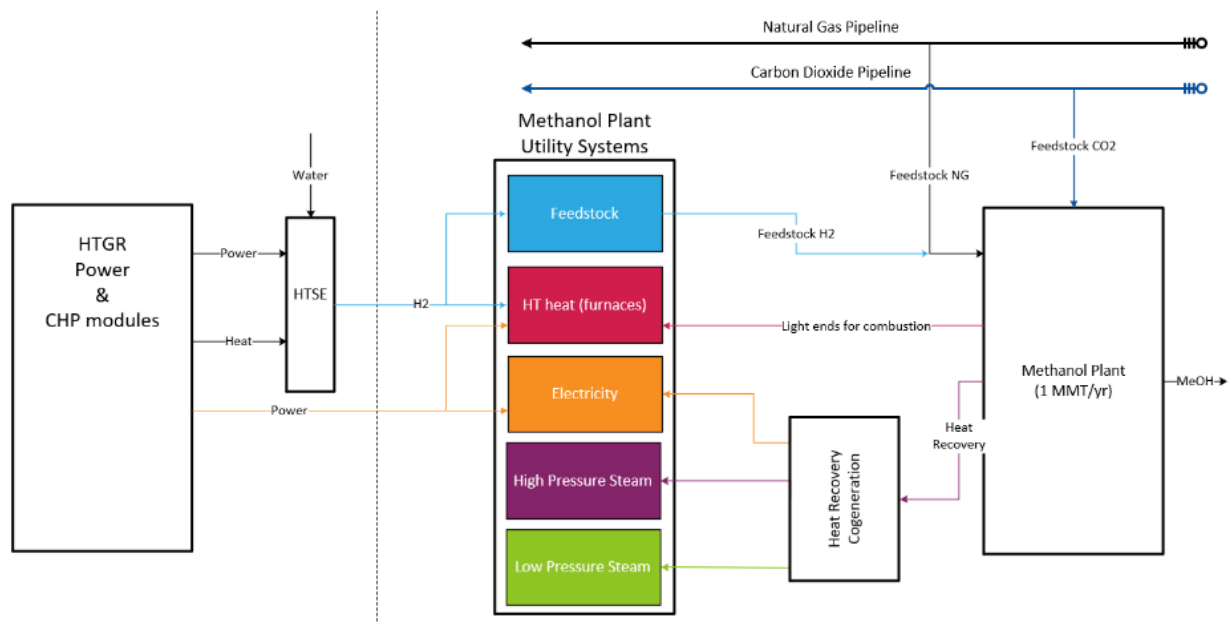 Natural Gas Pipeline
Carbon Dioxide Pipeline
Methanol Plant
Utility Systems
Water
Feedstock CO2
Feedstock NG
HTGR
Power
&
CHP modules
Power
HTSE
Heat
Power
H2
Feedstock
Feedstock H2
HT heat (furnaces)
Light ends for combustion
Electricity
High Pressure Steam
Low Pressure Steam
Heat Recovery
Cogeneration
Heat
Recovery
Methanol Plant
(1 MMT/yr)
MeOH